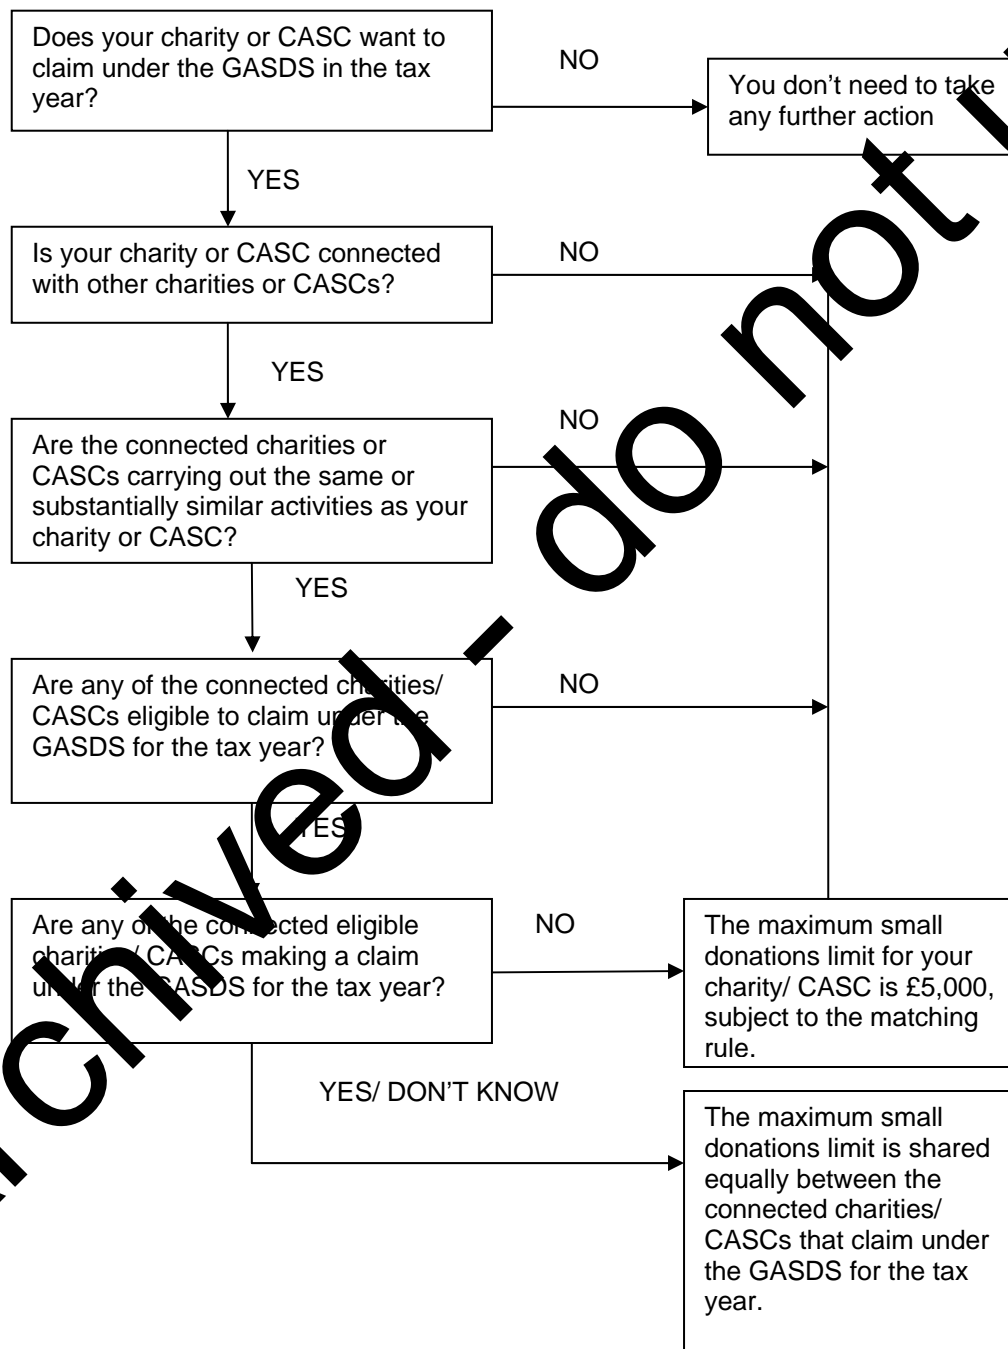 Does your charity or CASC want to
claim under the GASDS in the tax
year?
NO
You don't need to take
any further action
YES
Is your charity or CASC connected
with other charities or CASCs?
NO
YES
Are the connected charities or
CASCs carrying out the same or
substantially similar activities as your
charity or CASC?
NO
YES
Are any of the connected charities/
CASCs eligible to claim under the
GASDS for the tax year?
NO
YES
Are any of the connected eligible
charities/ CASCs making a claim
under the GASDS for the tax year?
NO
The maximum small
donations limit for your
charity/ CASC is £5,000,
subject to the matching
rule.
YES/ DON'T KNOW
The maximum small
donations limit is shared
equally between the
connected charities/
CASCs that claim under
the GASDS for the tax
year.
chived - do not